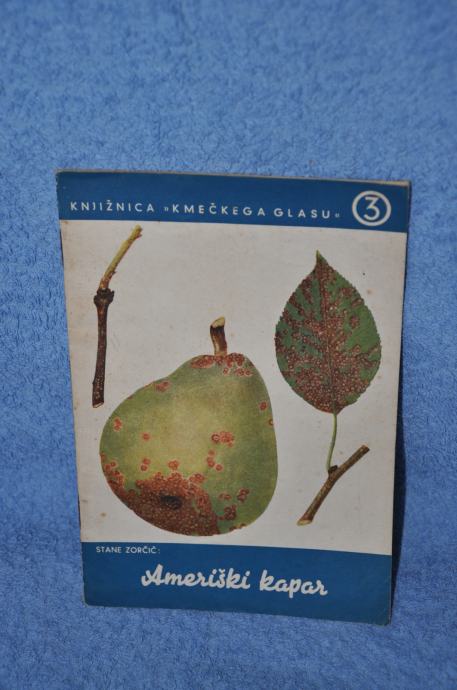 KNJIŽNICA »KMEČKEGA GLASU« 3
STANE ZORČIČ:
Ameriški kapar